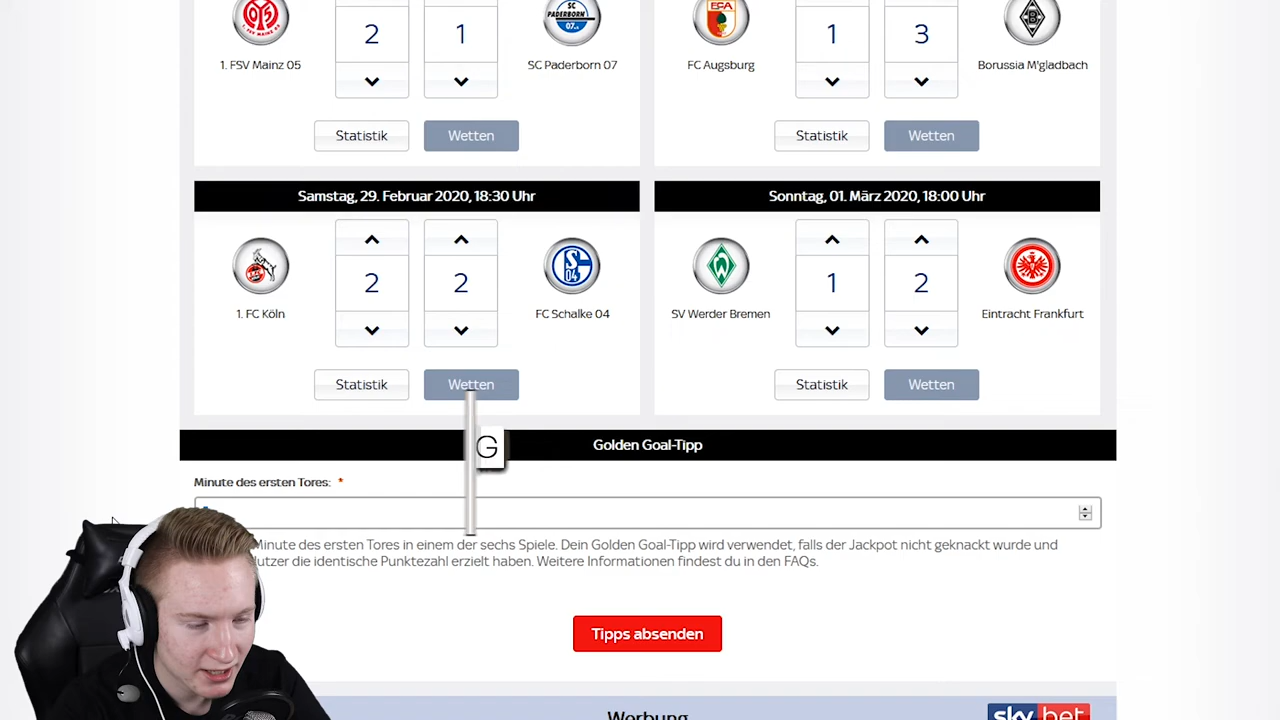 2 1 1 3
1. FSV Mainz 05 SC Paderborn 07 FC Augsburg Borussia M'gladbach
Statistik Wetten Statistik Wetten
Samstag, 29. Februar 2020, 18:30 Uhr
Sonntag, 01. März 2020, 18:00 Uhr
2 2 1 2
1. FC Köln FC Schalke 04 SV Werder Bremen Eintracht Frankfurt
Statistik Wetten Statistik Wetten
G
Golden Goal-Tipp
Minute des ersten Tores: *
Minute des ersten Tores in einem der sechs Spiele. Dein Golden Goal-Tipp wird verwendet, falls der Jackpot nicht geknackt wurde und
die identische Punktezahl erzielt haben. Weitere Informationen findest du in den FAQs.
Tipps absenden
Werbung sky bet